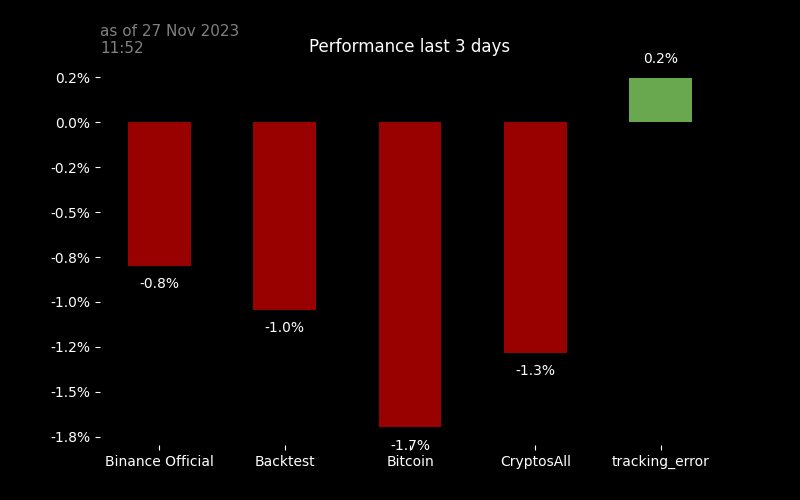 as of 27 Nov 2023
11:52
Performance last 3 days
0.2%
0.2%
0.0%
-0.2%
-0.5%
-0.8%
-0.8%
-1.0%
-1.0%
-1.2%
-1.3%
-1.5%
-1.8%
-1.7%
Binance Official
Backtest
Bitcoin
CryptosAll
tracking_error